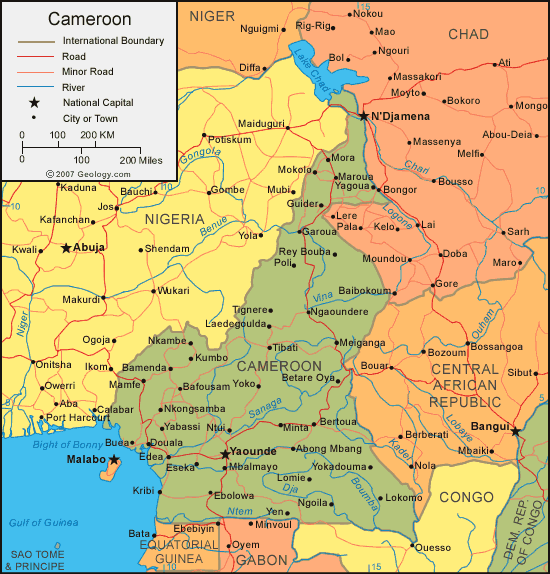 Cameroon
International Boundary
Road
Minor Road
River
National Capital
City or Town
0 100 200 KM
0 100 200 Miles
© 2007 Geology.com
15
NIGER
Nguigmi
Rig-Rig
Nokou
Mao
CHAD
Bol
Ngouri
Diffa
Lake Chad
Ati
Massakori
Moyto
Bokoro
Mongo
Maiduguri
N'Djamena
Potiskum
Abou-Deia
Massenya
Melfi
Gongola
Mora
Mokolo
Chari
Maroua
Yagoua
Bongor
Bousso
10
Kaduna
Bauchi
Gombe
Mubi
10
Jos
Guider
Logone
Kafanchan
NIGERIA
Benue
Lere
Pala
Kelo
Lai
Sarh
Yola
Garoua
Kwali
Abuja
Shendam
Rey Bouba
Poli
Moundou
Doba
Maro
Wukari
Vina
Baibokoum
Gore
Makurdi
Niger
Tignere
Ngaoundere
Laedegoulda
Ouham
Ogoja
Nkambe
Tibati
Meiganga
Bossangoa
Onitsha
Kumbo
Bozoum
Ikom
Bamenda
CAMEROON
Bouar
CENTRAL
AFRICAN
REPUBLIC
Sibut
Mamfe
Bafousam
Yoko
Betare Oya
Owerri
5
Aba
Calabar
Nkongsamba
Sanaga
5
Port Harcourt
Yabassi
Ntui
Minta
Bertoua
Lobaye
Bangui
Bight of Bonny
Buea
Douala
Berberati
Kadei
Mbaiki
Malabo
Edea
Yaounde
Abong Mbang
Eseka
Mbalmayo
Yokadouma
Nola
Lomie
Dja
Boumba
Kribi
Ebolowa
Lokomo
CONGO
Ngoila
Ntem
Yen
Gulf of Guinea
Bata
Ebebiyin
Minvoul
DEM. REP.
OF CONGO
Ouesso
EQUATORIAL
GUINEA
Oyem
SAO TOME
& PRINCIPE
GABON
15